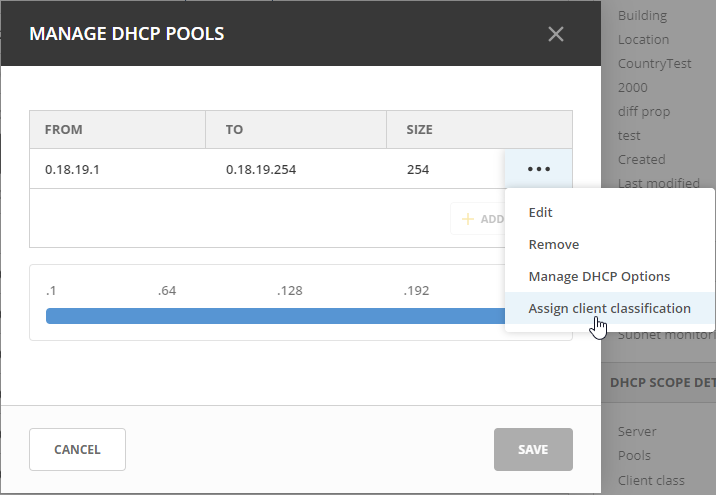 MANAGE DHCP POOLS
FROM TO SIZE
0.18.19.1 0.18.19.254 254
ADD
Edit
Remove
Manage DHCP Options
Assign client classification
.1 .64 .128 .192
CANCEL
SAVE
Building
Location
CountryTest
2000
diff prop
test
Created
Last modified
Subnet monitori
DHCP SCOPE DET
Server
Pools
Client class